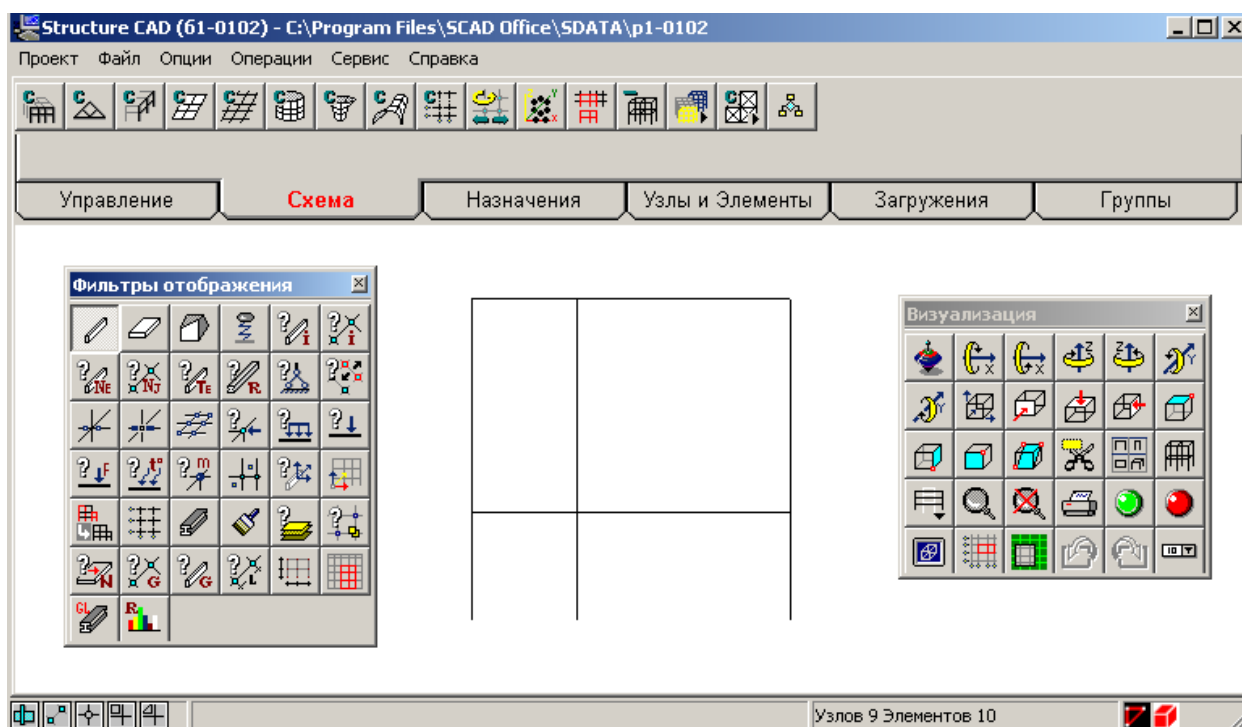 Structure CAD (б1-0102) - C:\Program Files\SCAD Office\SDATA\p1-0102
Проект Файл Опции Операции Сервис Справка
Управление Схема Назначения Узлы и Элементы Загружения Группы
Фильтры отображения
Визуализация
Узлов 9 Элементов 10